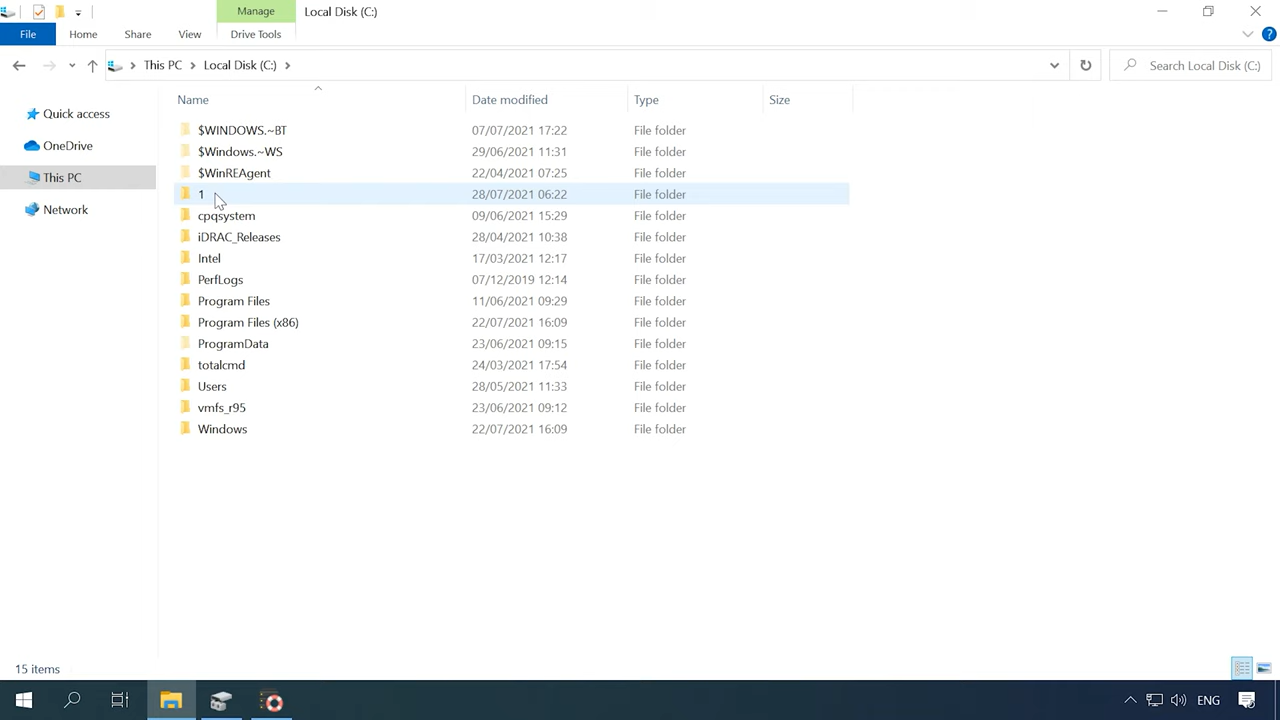 Manage
Local Disk (C:)
File
Home
Share
View
Drive Tools
?
This PC
Local Disk (C:)
Search Local Disk (C:)
Name
Date modified
Type
Size
Quick access
OneDrive
This PC
Network
$WINDOWS.~BT 07/07/2021 17:22 File folder
$Windows.~WS 29/06/2021 11:31 File folder
$WinREAgent 22/04/2021 07:25 File folder
1 28/07/2021 06:22 File folder
cpqsystem 09/06/2021 15:29 File folder
iDRAC_Releases 28/04/2021 10:38 File folder
Intel 17/03/2021 12:17 File folder
PerfLogs 07/12/2019 12:14 File folder
Program Files 11/06/2021 09:29 File folder
Program Files (x86) 22/07/2021 16:09 File folder
ProgramData 23/06/2021 09:15 File folder
totalcmd 24/03/2021 17:54 File folder
Users 28/05/2021 11:33 File folder
vmfs_r95 23/06/2021 09:12 File folder
Windows 22/07/2021 16:09 File folder
15 items
ENG